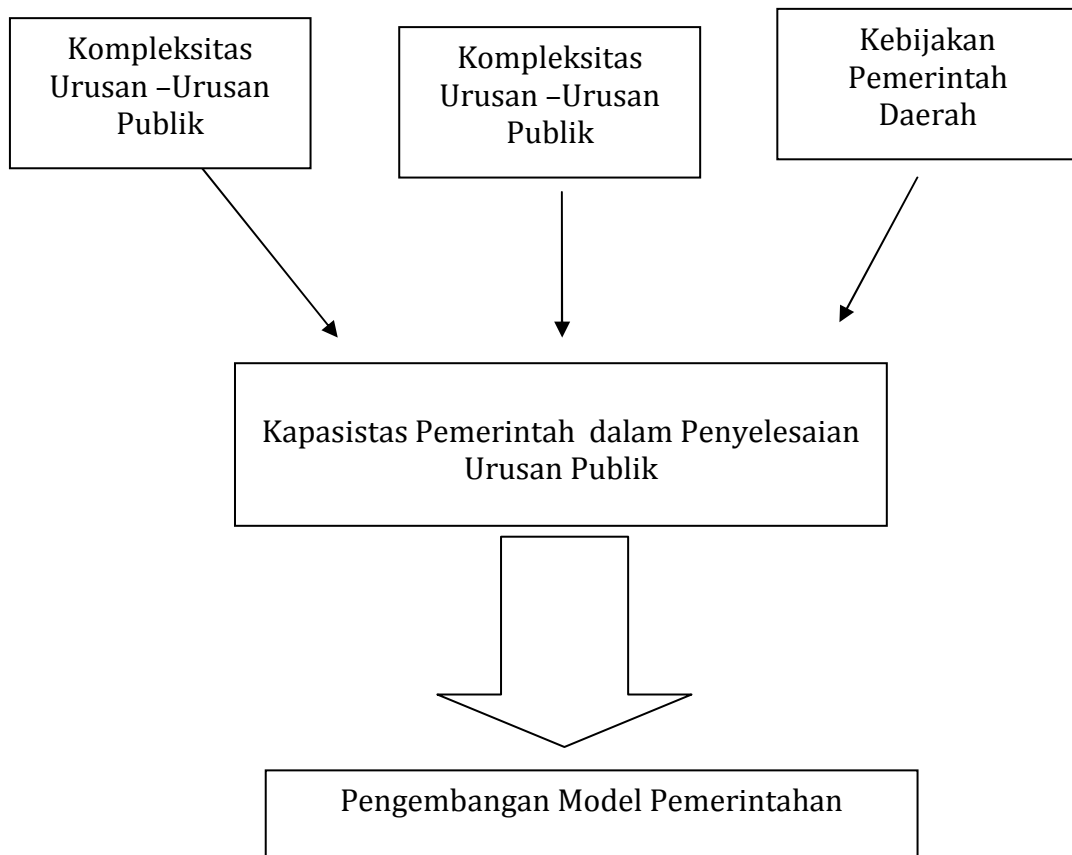 Kompleksitas
Urusan –Urusan
Publik
Kompleksitas
Urusan –Urusan
Publik
Kebijakan
Pemerintah
Daerah
Kapasistas Pemerintah dalam Penyelesaian
Urusan Publik
Pengembangan Model Pemerintahan